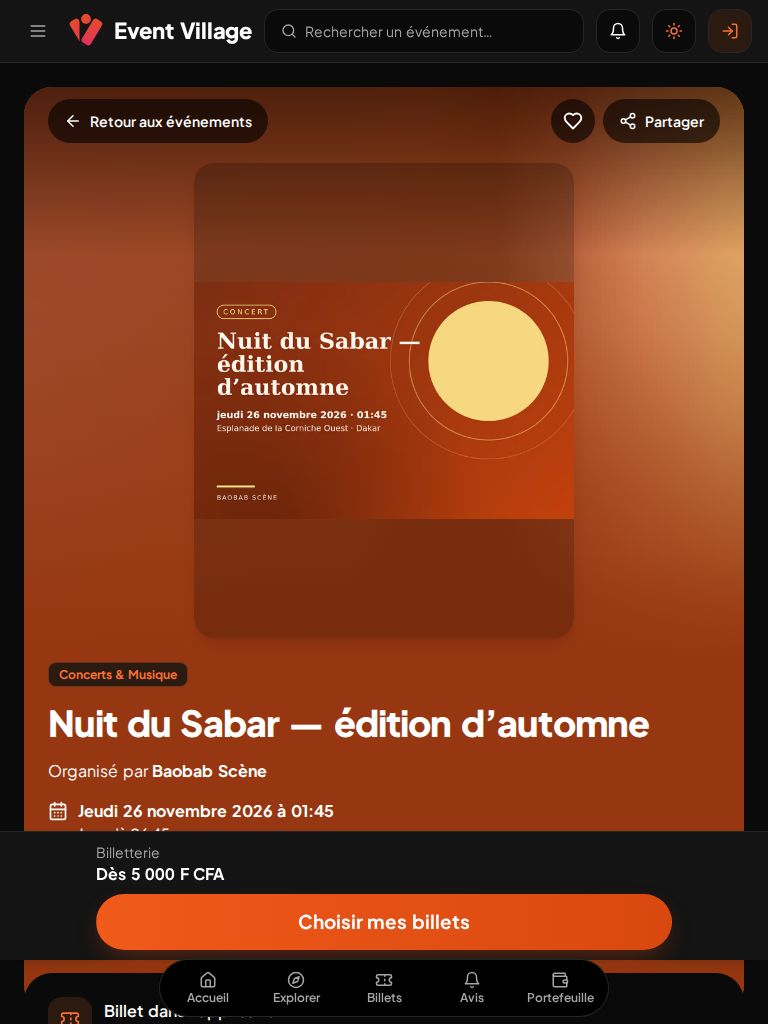 Event Village
Rechercher un événement...
Retour aux événements
Partager
CONCERT
Nuit du Sabar —
édition
d’automne
jeudi 26 novembre 2026 · 01:45
Esplanade de la Corniche Ouest · Dakar
BAOBAB SCÈNE
Concerts & Musique
Nuit du Sabar — édition d’automne
Organisé par Baobab Scène
Jeudi 26 novembre 2026 à 01:45
Billetterie
Dès 5 000 F CFA
Choisir mes billets
Accueil
Explorer
Billets
Avis
Portefeuille
Billet dans